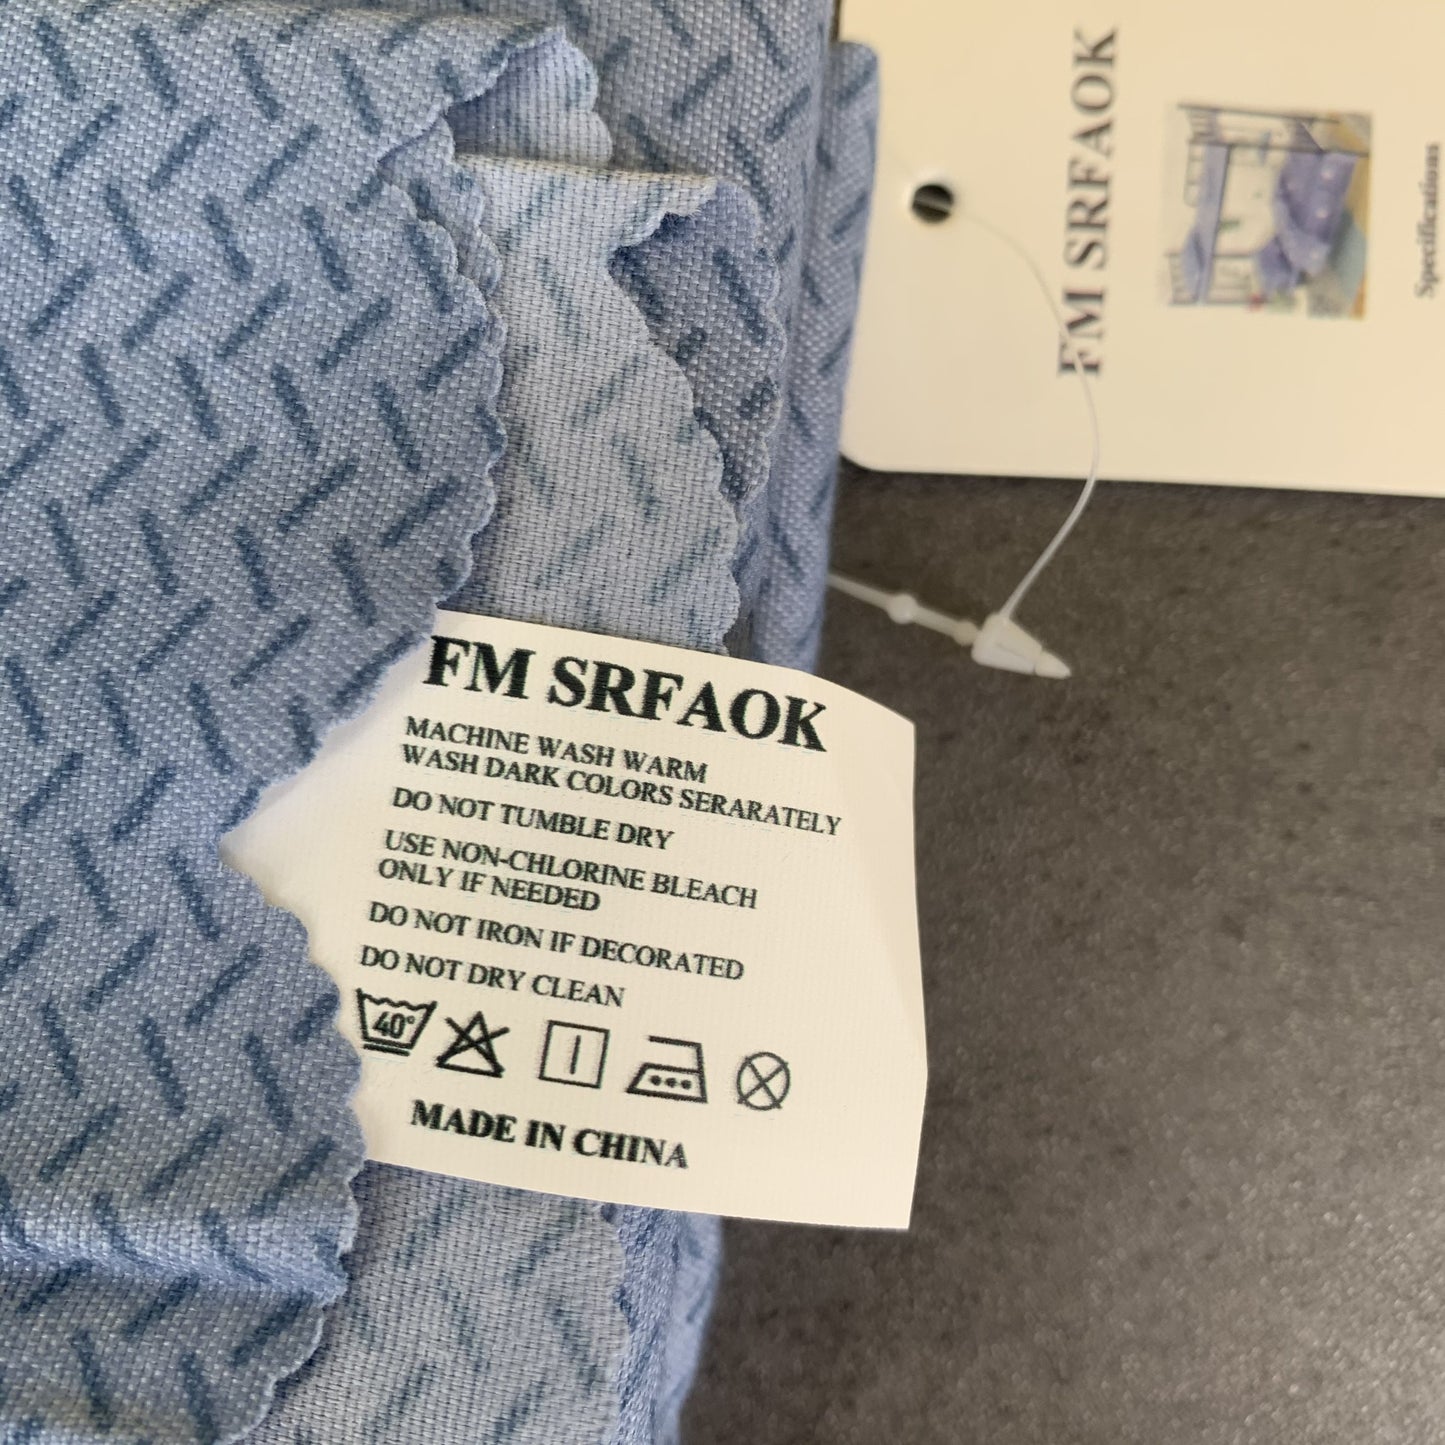 FM SRFAOK
Specifications
FM SRFAOK
MACHINE WASH WARM
WASH DARK COLORS SERARATELY
DO NOT TUMBLE DRY
USE NON-CHLORINE BLEACH
ONLY IF NEEDED
DO NOT IRON IF DECORATED
DO NOT DRY CLEAN
40°
MADE IN CHINA